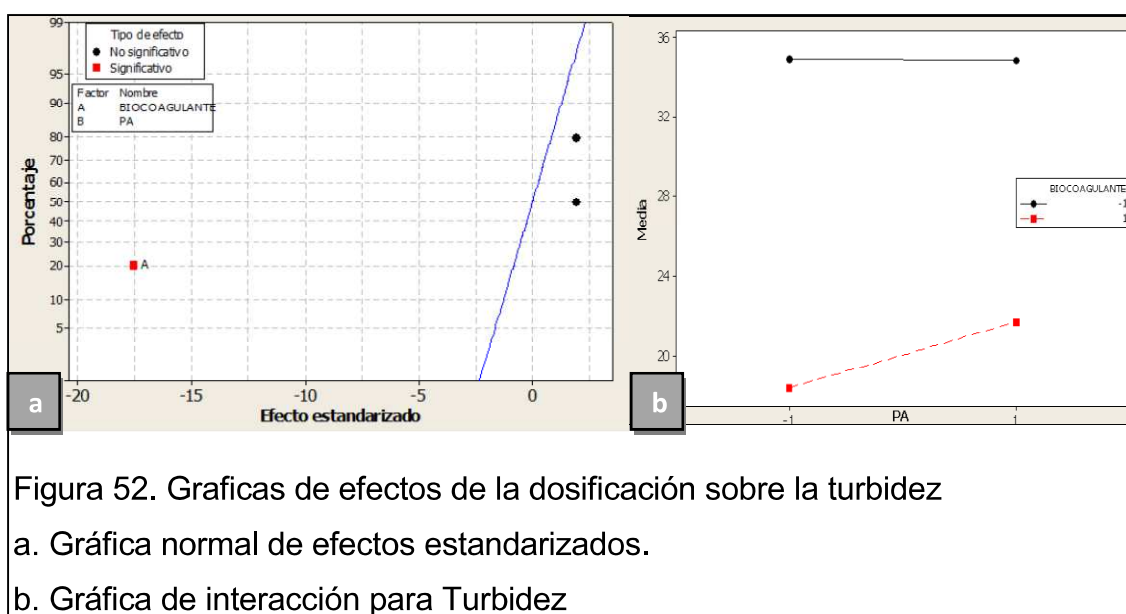 Tipo de efecto
No significativo
Significativo
Factor Nombre
A BIOCOAGULANTE
B PA
99
95
90
80
70
60
50
40
30
20
10
5
Porcentaje
A
-20 -15 -10 -5 0
Efecto estandarizado
a
36
32
28
24
20
Media
BIOCOAGULANTE
-1
1
-1 PA 1
b
Figura 52. Graficas de efectos de la dosificación sobre la turbidez
a. Gráfica normal de efectos estandarizados.
b. Gráfica de interacción para Turbidez